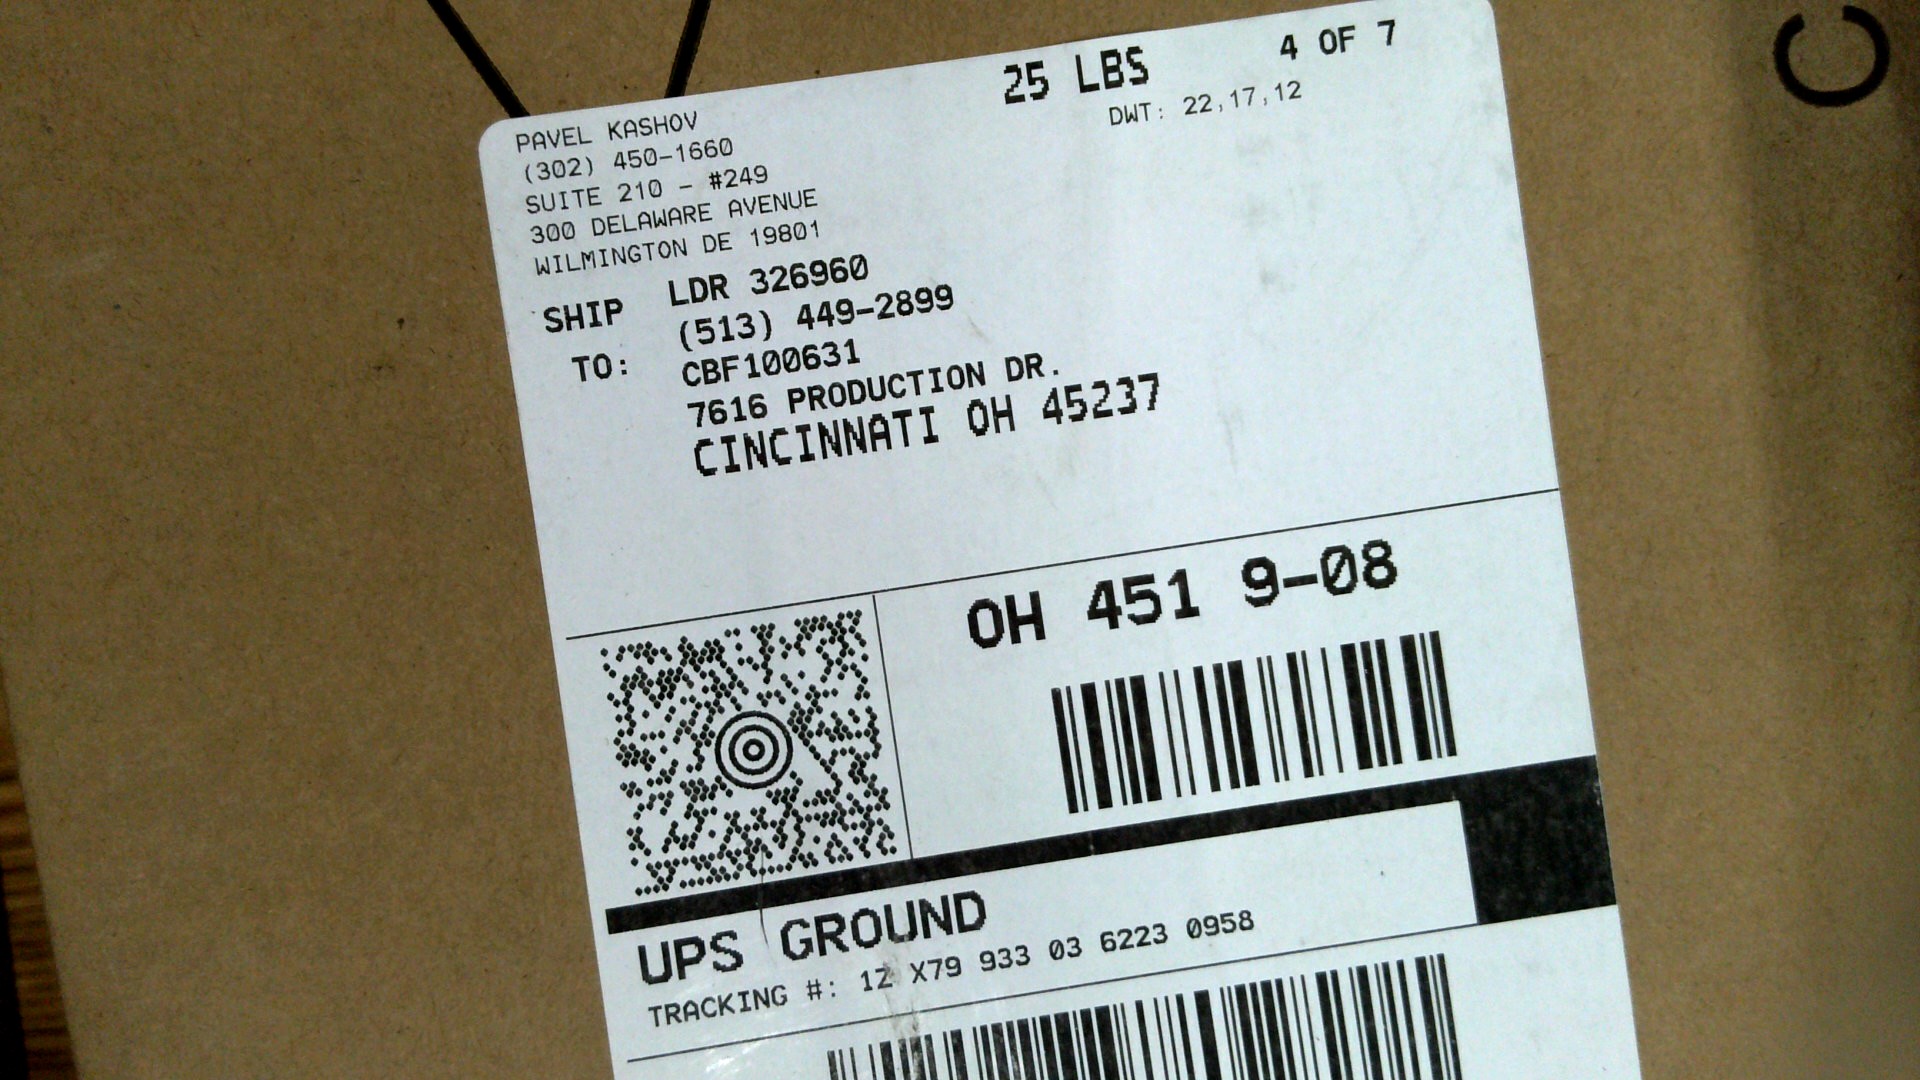 25 LBS
4 OF 7
DWT: 22,17,12
PAVEL KASHOV
(302) 450-1660
SUITE 210 - #249
300 DELAWARE AVENUE
WILMINGTON DE 19801
SHIP TO:
LDR 326960
(513) 449-2899
CBF100631
7616 PRODUCTION DR.
CINCINNATI OH 45237
OH 451 9-08
UPS GROUND
TRACKING #: 1Z X79 933 03 6223 0958
C